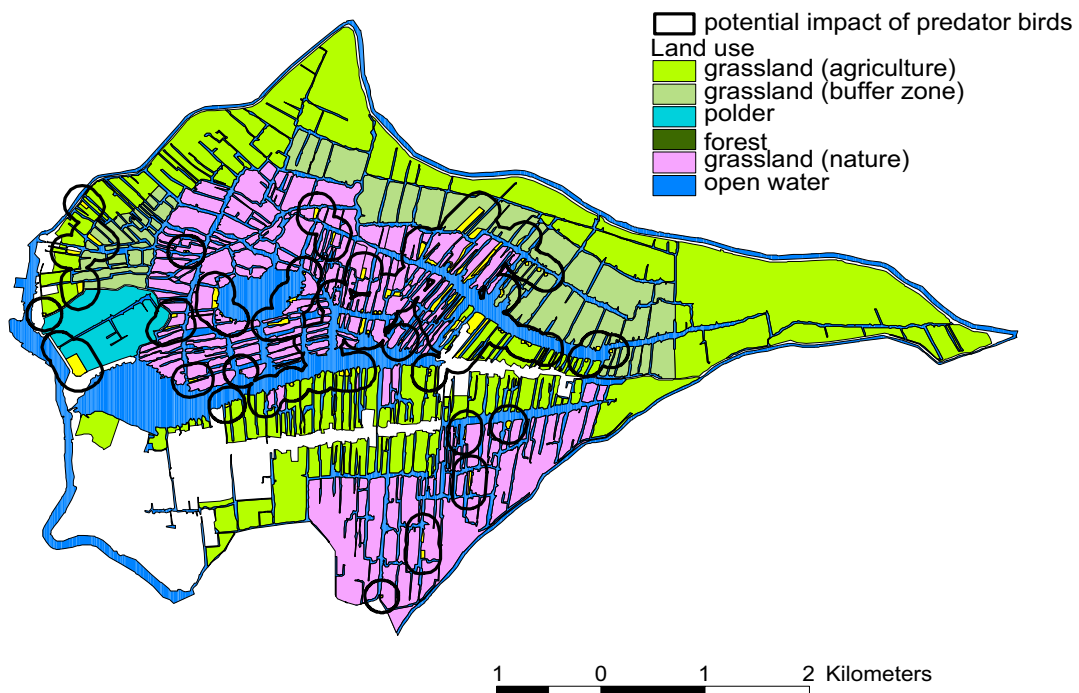 potential impact of predator birds
Land use
grassland (agriculture)
grassland (buffer zone)
polder
forest
grassland (nature)
open water
1 0 1 2 Kilometers